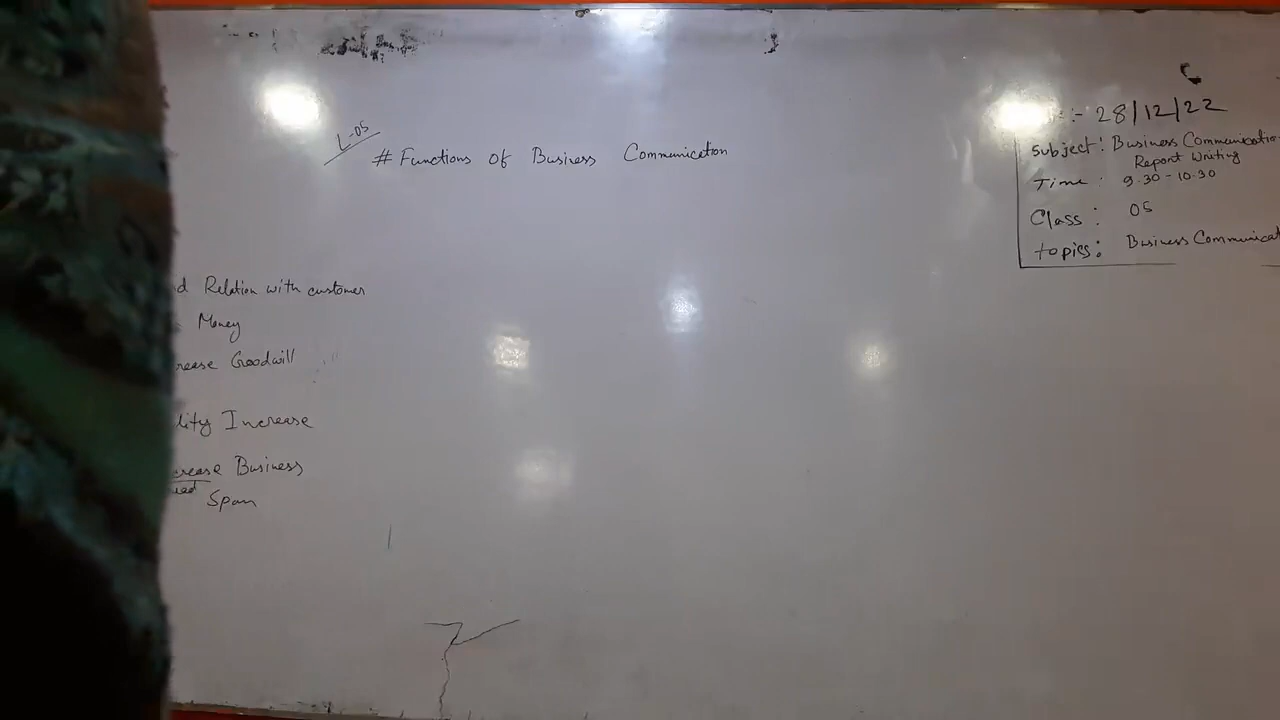 L-05
# Functions of Business Communication
28/12/22
Subject: Business Communicatio
Report Writing
Time: 9.30-10.30
Class: 05
topics: Business Communicat
d Relation with customer
Money
rease Goodwill
lity Increase
crease Business
Span